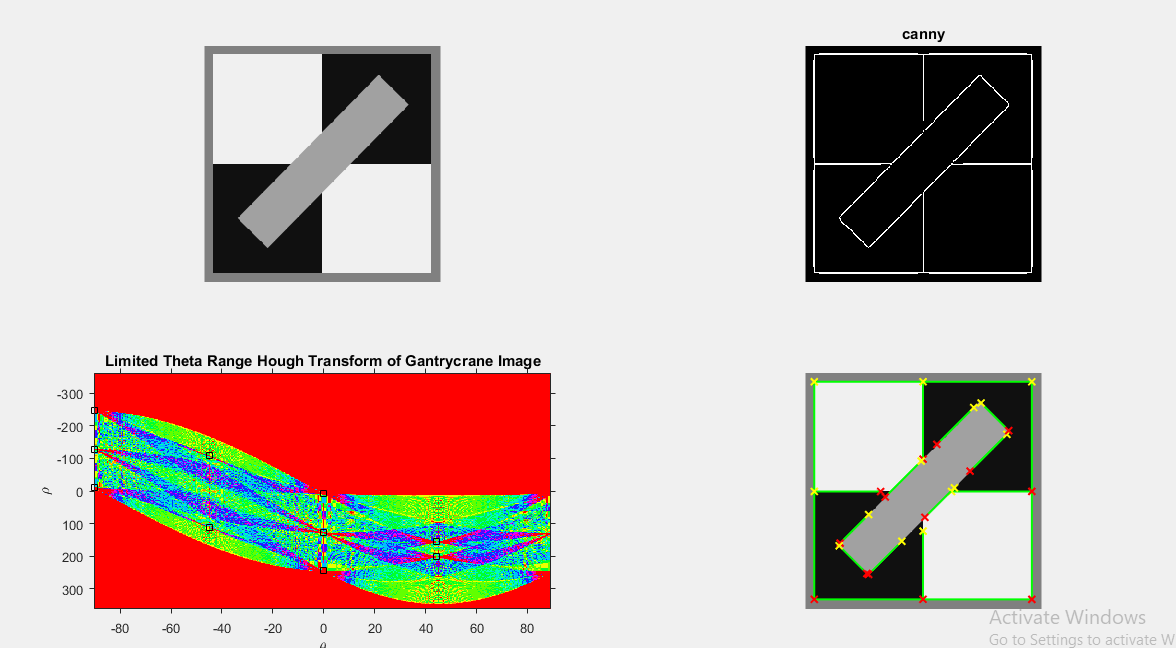 canny
Limited Theta Range Hough Transform of Gantrycrane Image
-300
-200
-100
0
100
200
300
ρ
-80 -60 -40 -20 0 20 40 60 80
θ
Activate Windows
Go to Settings to activate W